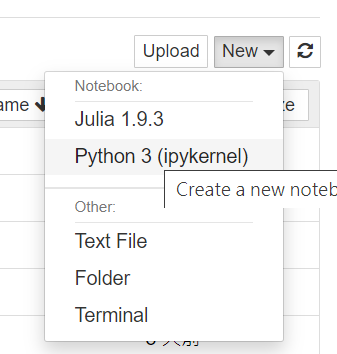 Upload New
ame ze
Notebook:
Julia 1.9.3
Python 3 (ipykernel)
Create a new noteb
Other:
Text File
Folder
Terminal